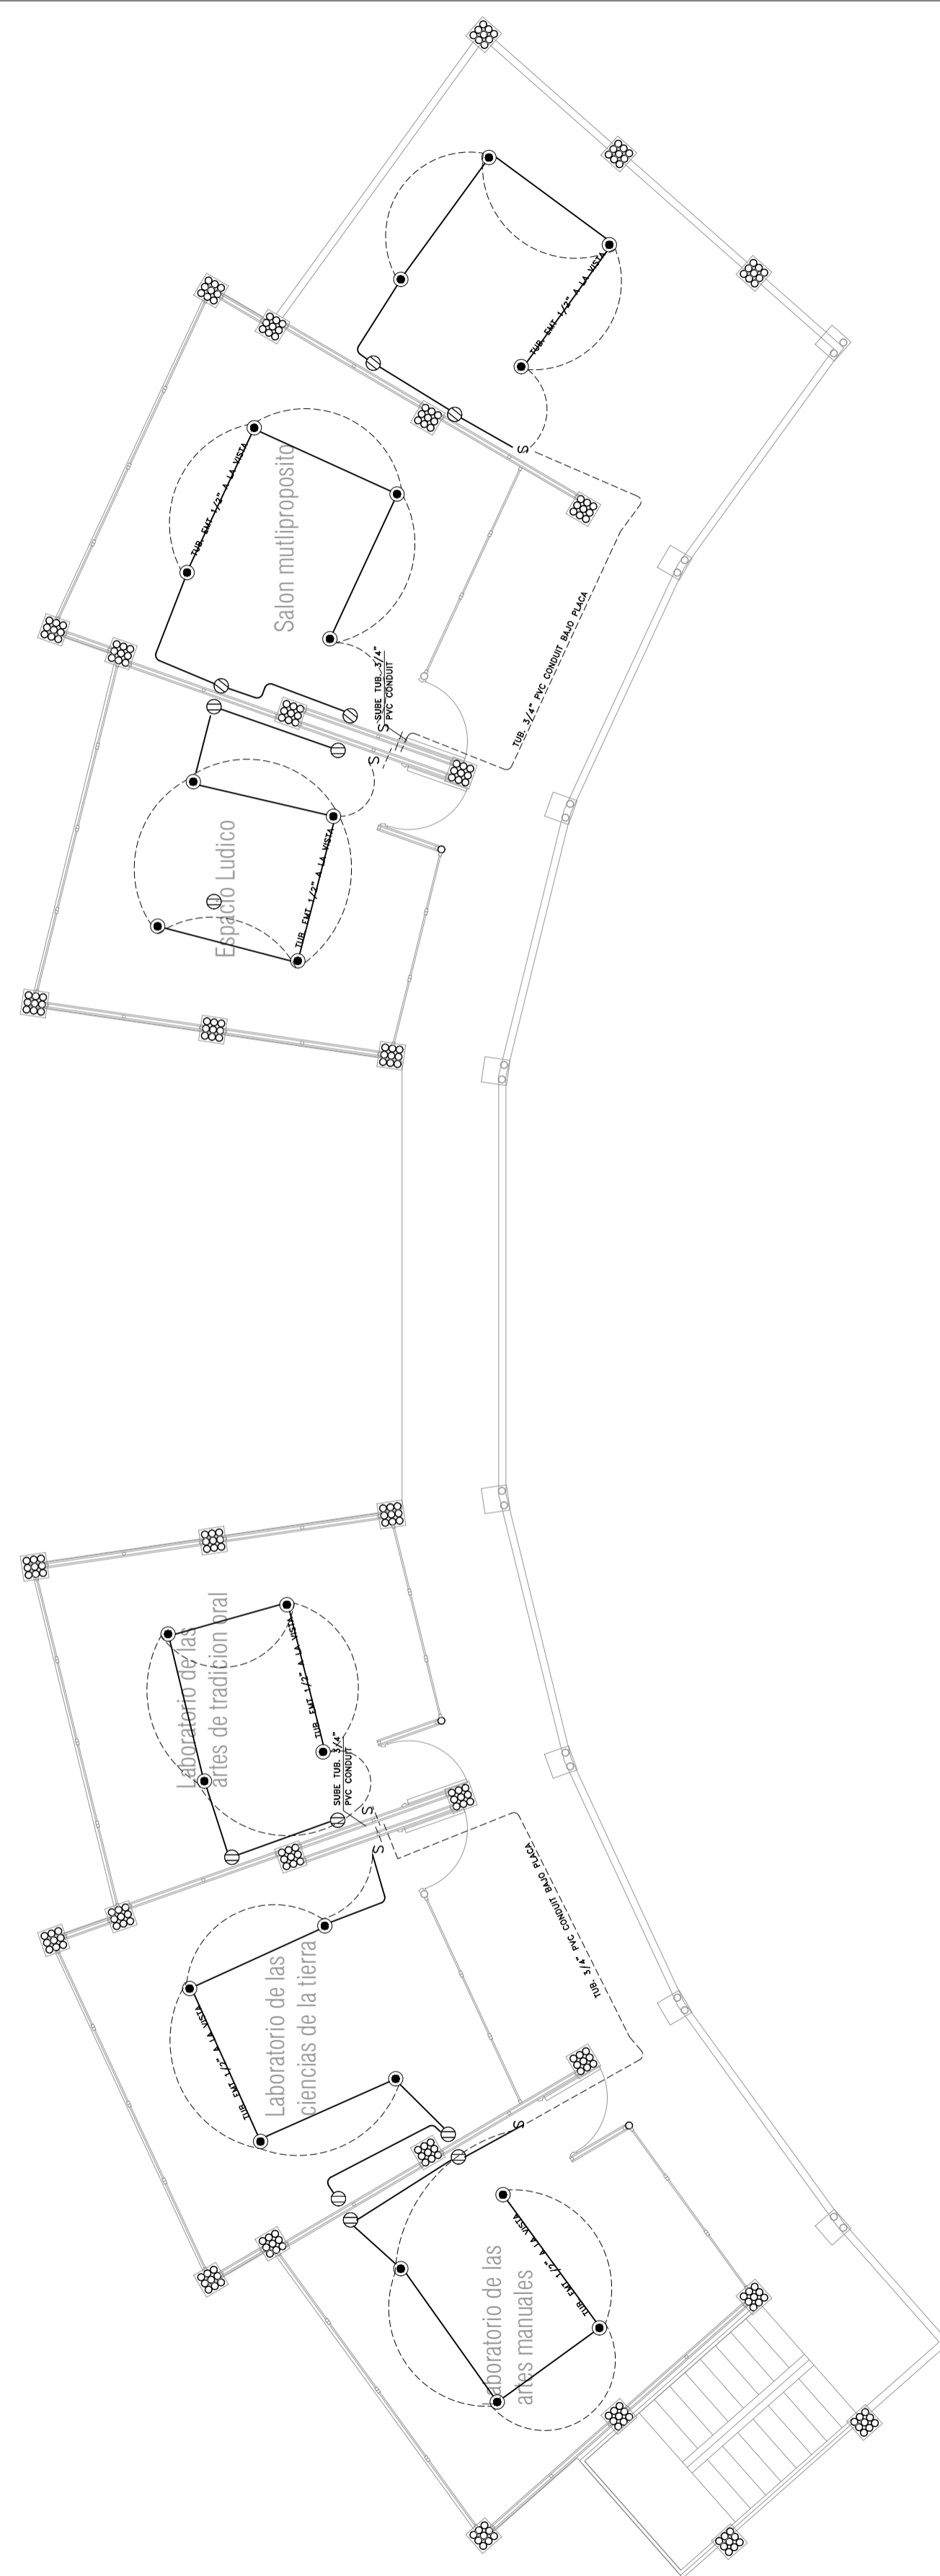 TUB. EMT 1/2" A LA VISTA
S
TUB. EMT 1/2" A LA VISTA
Salon mutliproposito
TUB. 3/4" PVC CONDUIT BAJO PLACA
SUBE TUB. 3/4"
PVC CONDUIT
S
S
Espacio Ludico
TUB. EMT 1/2" A LA VISTA
Laboratorio de las
artes de tradicion oral
TUB. EMT 1/2" A LA VISTA
SUBE TUB. 3/4"
PVC CONDUIT
S
S
TUB. 3/4" PVC CONDUIT BAJO PLACA
Laboratorio de las
ciencias de la tierra
TUB. EMT 1/2" A LA VISTA
S
TUB. EMT 1/2" A LA VISTA
Laboratorio de las
artes manuales